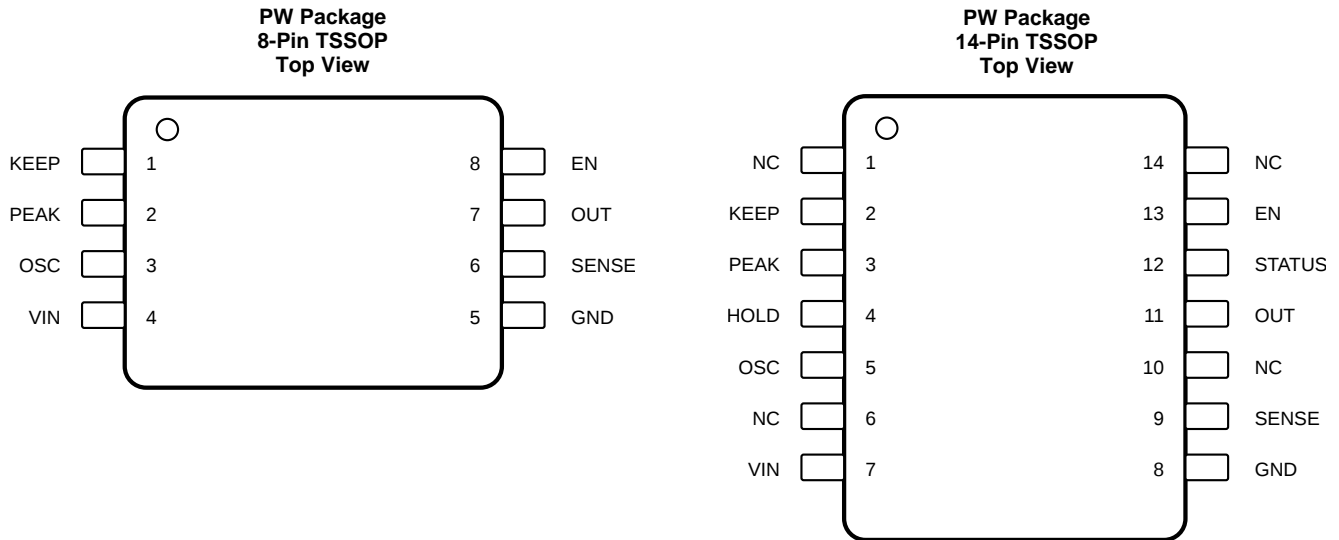 PW Package
8-Pin TSSOP
Top View
KEEP 1 8 EN
PEAK 2 7 OUT
OSC 3 6 SENSE
VIN 4 5 GND
PW Package
14-Pin TSSOP
Top View
NC 1 14 NC
KEEP 2 13 EN
PEAK 3 12 STATUS
HOLD 4 11 OUT
OSC 5 10 NC
NC 6 9 SENSE
VIN 7 8 GND